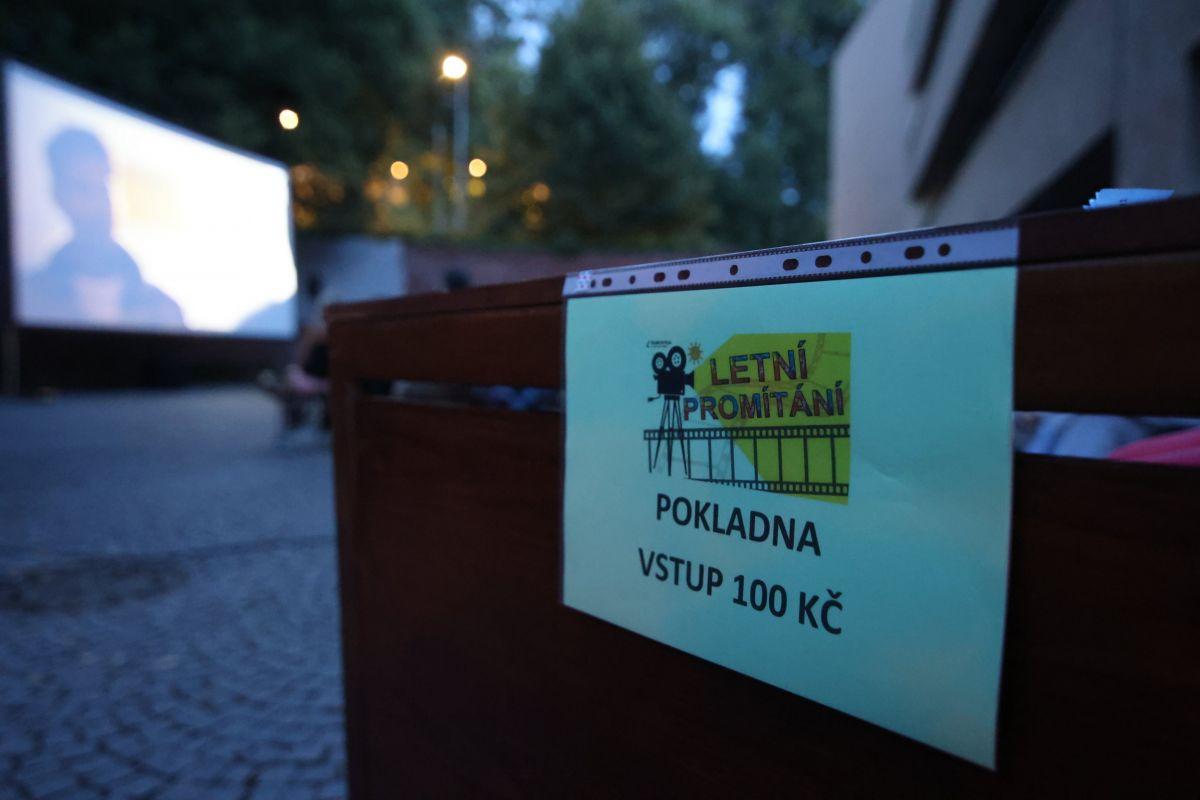 LETNÍ
PROMÍTÁNÍ
POKLADNA
VSTUP 100 KČ